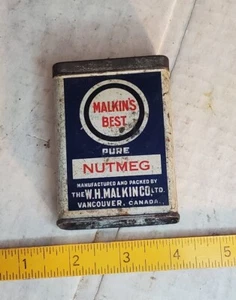 MALKIN'S
BEST
PURE
NUTMEG
MANUFACTURED AND PACKED BY
THE W.H. MALKIN CO. LTD.
VANCOUVER, CANADA.
1 2 3 4 5